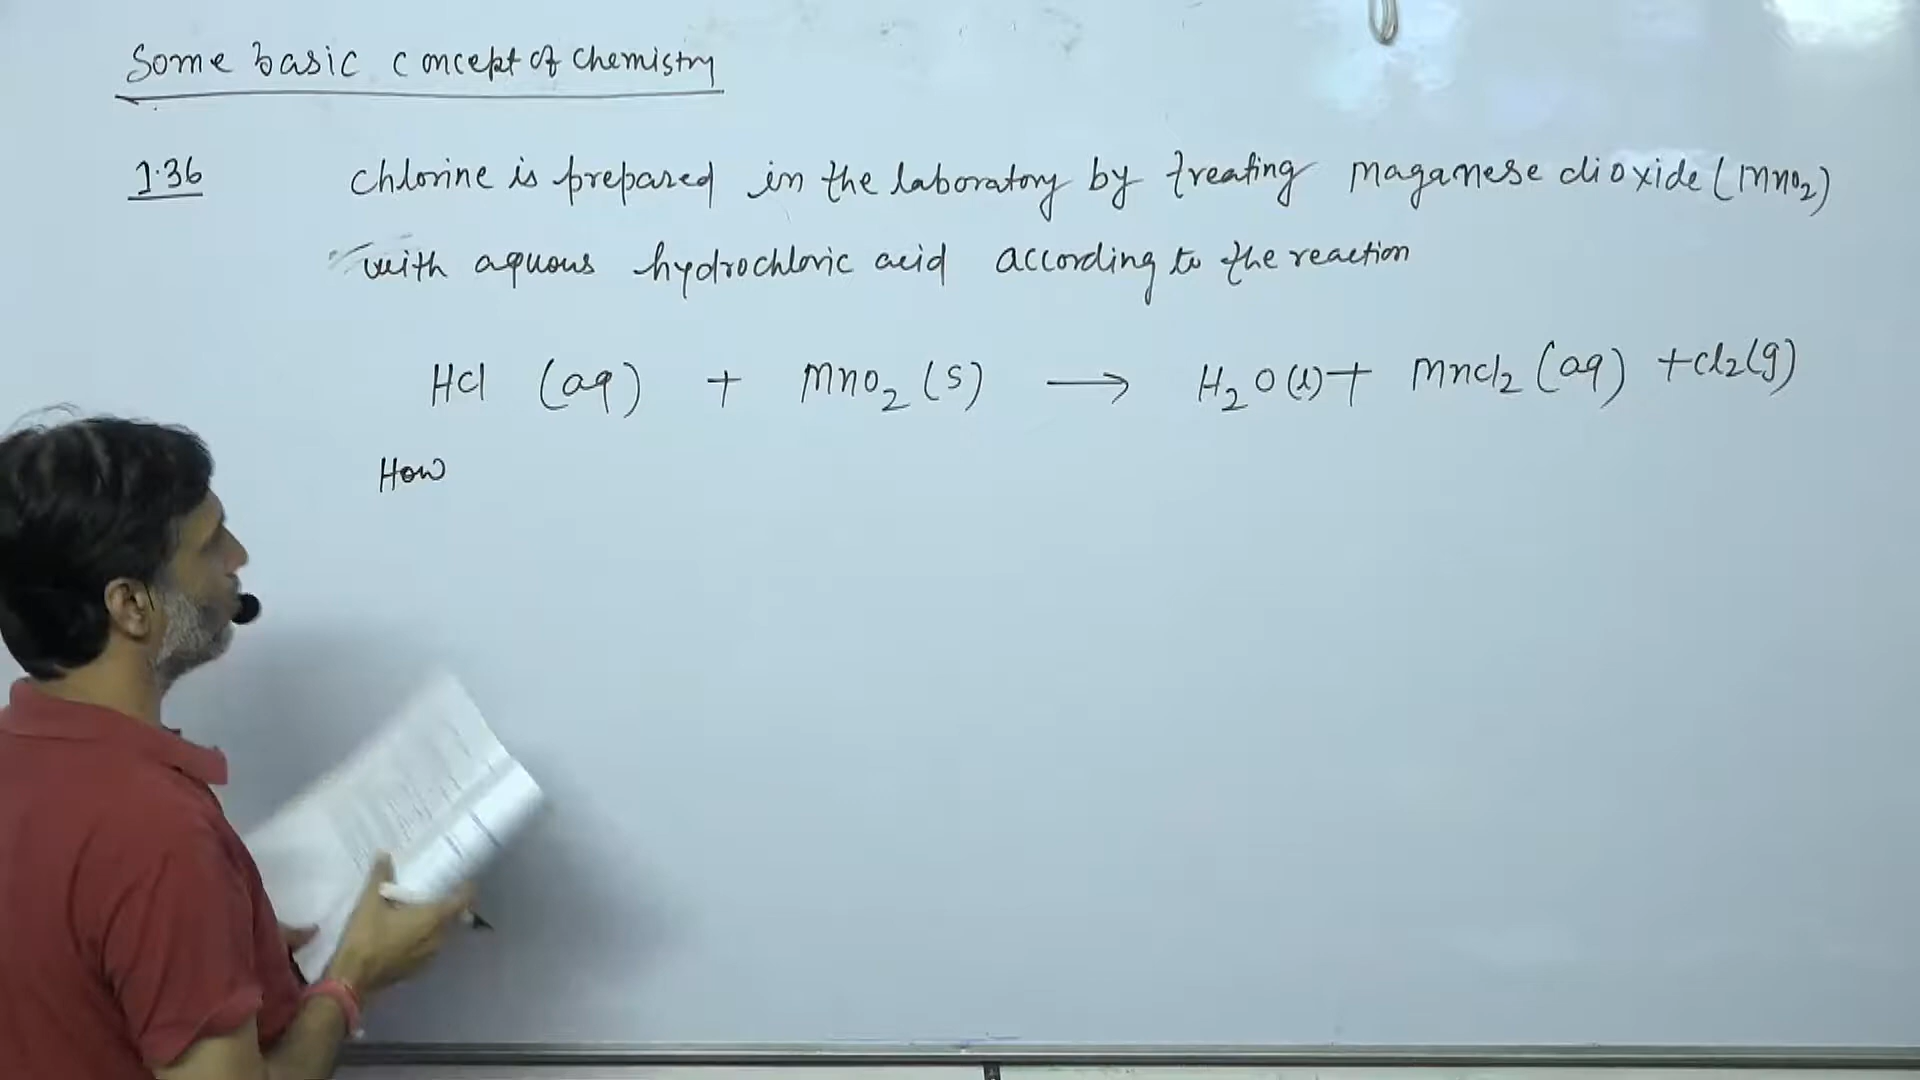 Some basic concept of chemistry
1.36 chlorine is prepared in the laboratory by treating maganese dioxide (MnO₂)
with aquous hydrochloric acid according to the reaction
HCl (aq) + MnO₂ (s) ⟶ H₂O (l) + MnCl₂ (aq) + Cl₂ (g)
How